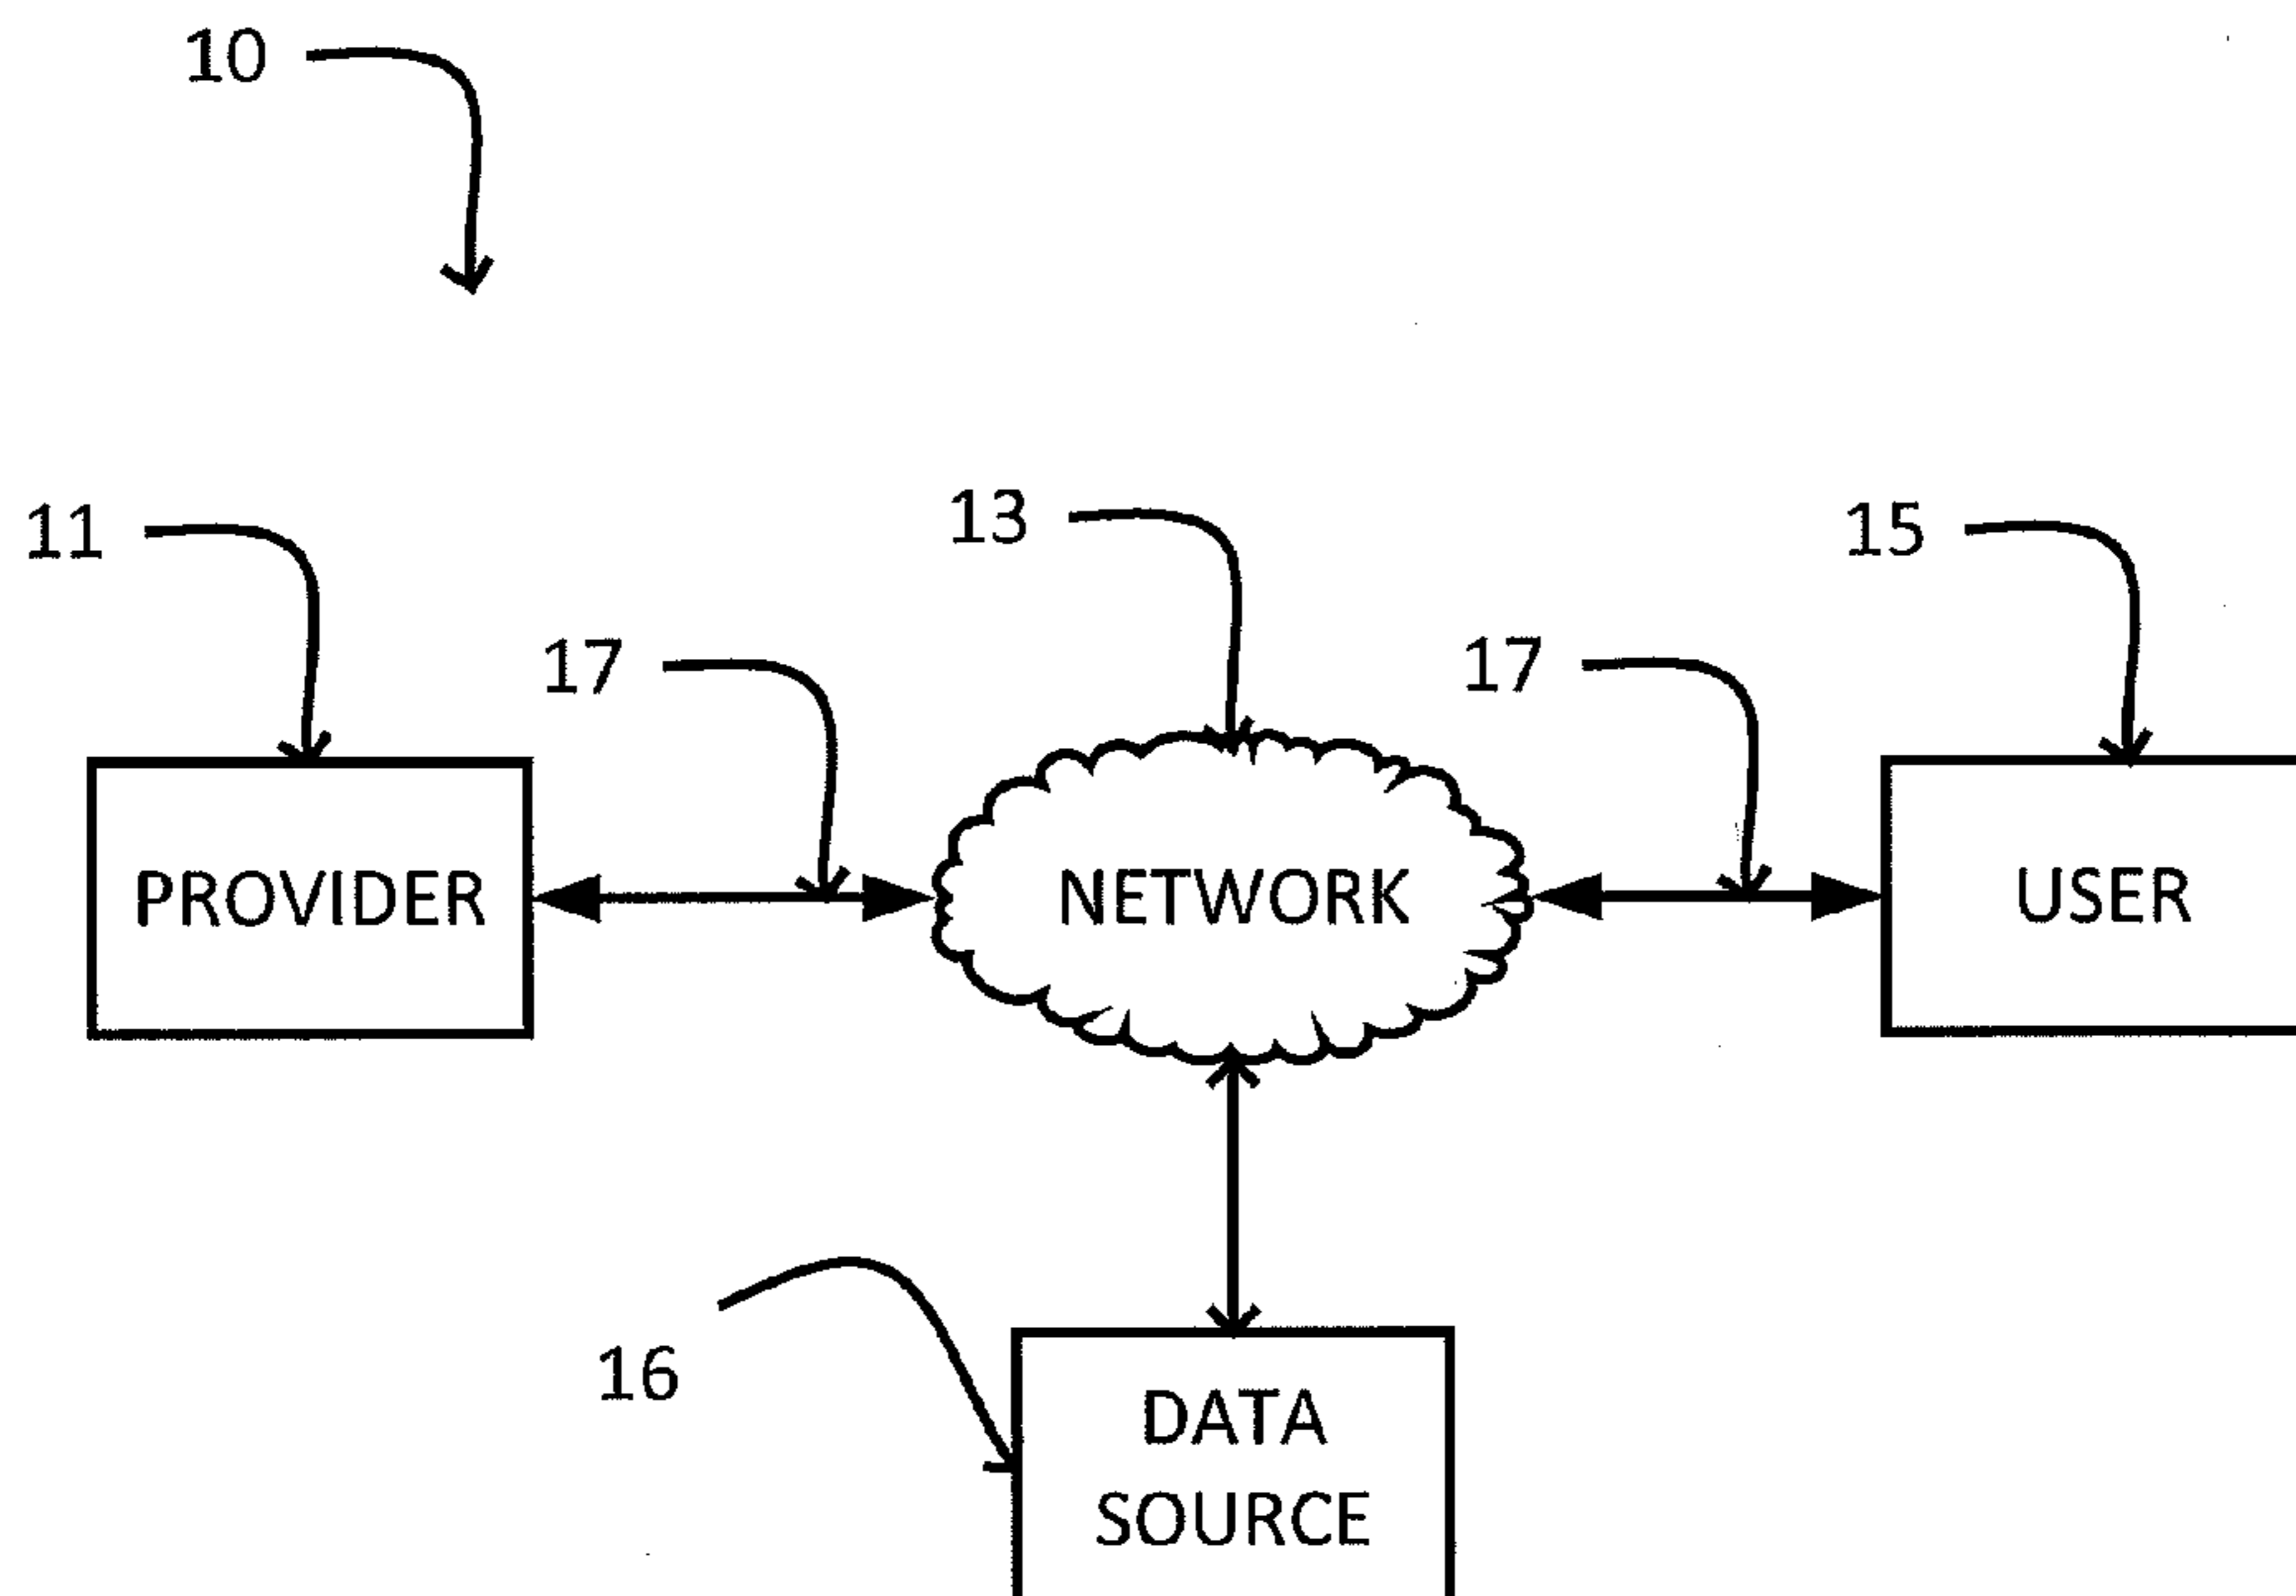 10
11
13
15
17
17
PROVIDER
NETWORK
USER
16
DATA
SOURCE